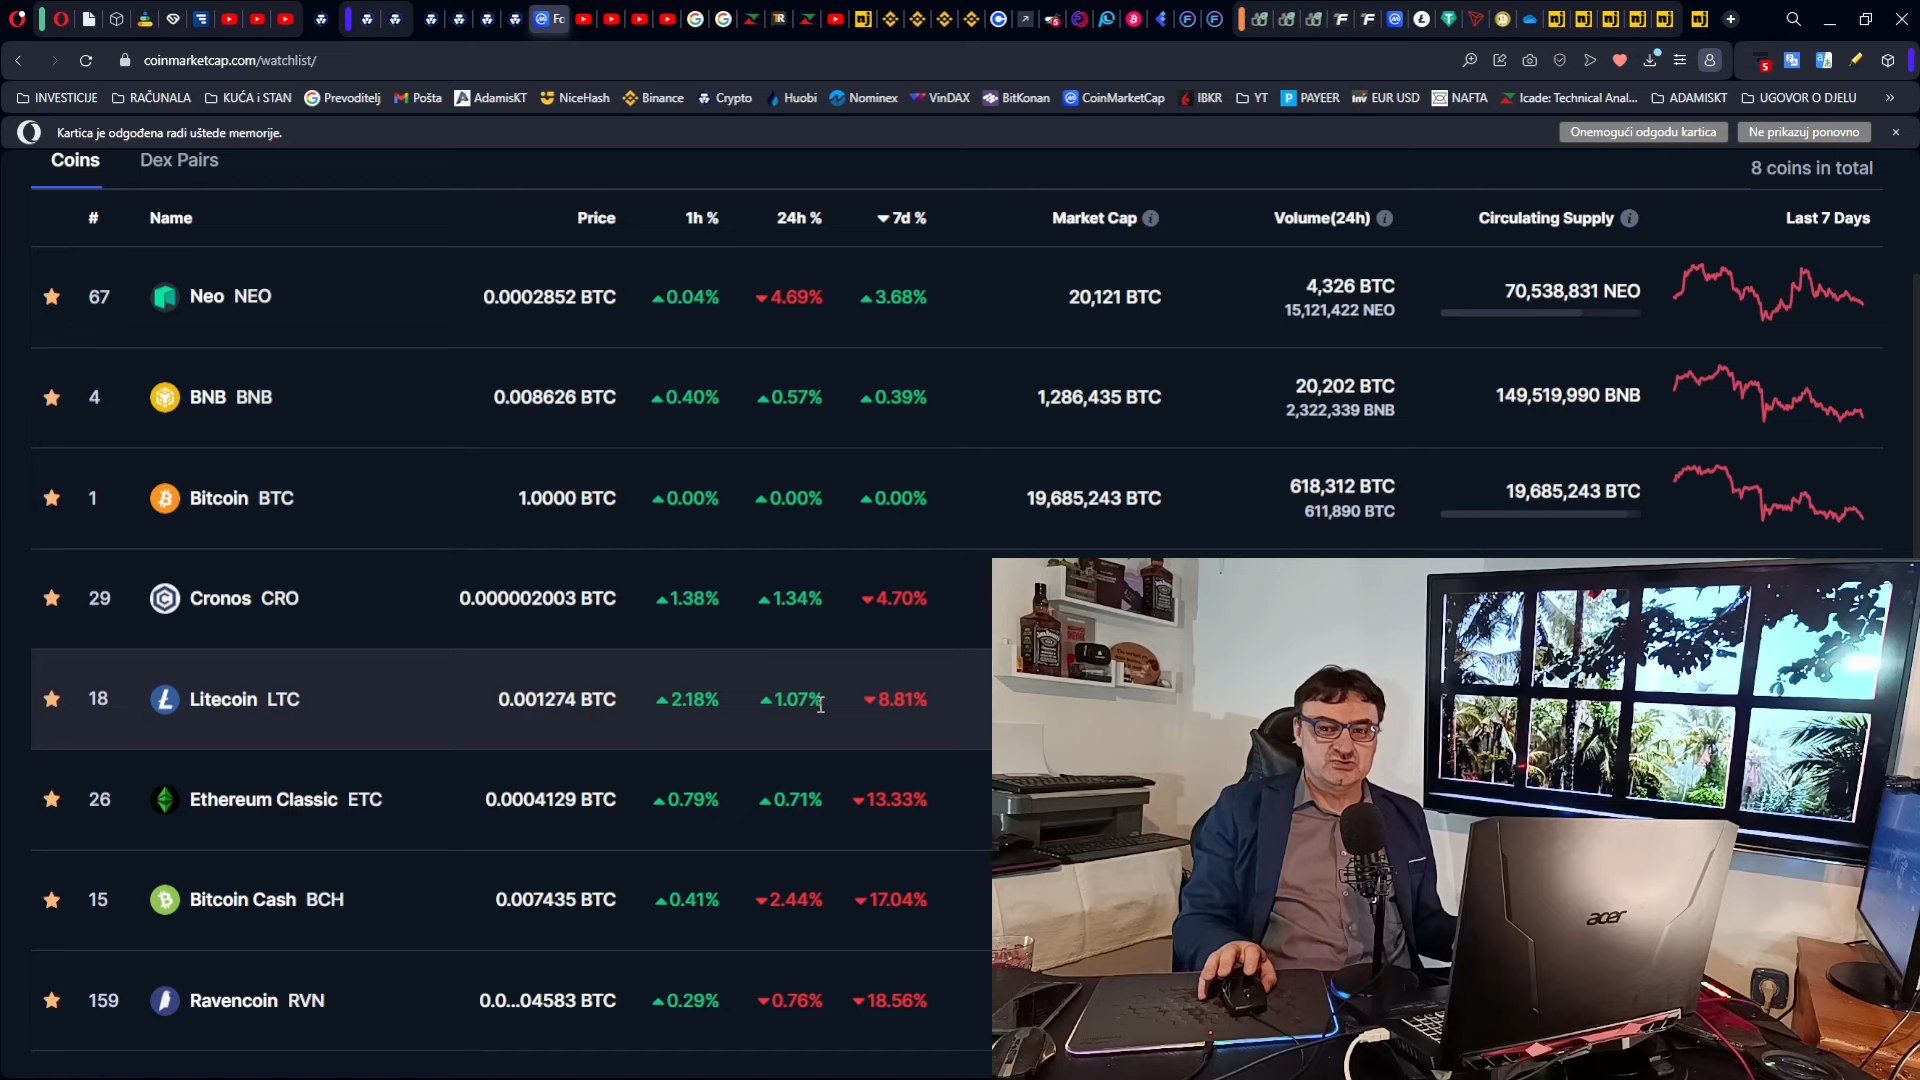 Fc
coinmarketcap.com/watchlist/
5
INVESTICIJE RAČUNALA KUĆA i STAN Prevoditelj Pošta AdamisKT NiceHash Binance Crypto Huobi Nominex VinDAX BitKonan CoinMarketCap IBKR YT PAYEER EUR USD NAFTA Icade: Technical Anal... ADAMISKT UGOVOR O DJELU
Kartica je odgođena radi uštede memorije. Onemogući odgodu kartica Ne prikazuj ponovno
Coins Dex Pairs 8 coins in total
# Name Price 1h % 24h % 7d % Market Cap Volume(24h) Circulating Supply Last 7 Days
67 Neo NEO 0.0002852 BTC 0.04% 4.69% 3.68% 20,121 BTC 4,326 BTC 70,538,831 NEO
15,121,422 NEO
4 BNB BNB 0.008626 BTC 0.40% 0.57% 0.39% 1,286,435 BTC 20,202 BTC 149,519,990 BNB
2,322,339 BNB
1 Bitcoin BTC 1.0000 BTC 0.00% 0.00% 0.00% 19,685,243 BTC 618,312 BTC 19,685,243 BTC
611,890 BTC
29 Cronos CRO 0.000002003 BTC 1.38% 1.34% 4.70%
18 Litecoin LTC 0.001274 BTC 2.18% 1.07% 8.81%
26 Ethereum Classic ETC 0.0004129 BTC 0.79% 0.71% 13.33%
15 Bitcoin Cash BCH 0.007435 BTC 0.41% 2.44% 17.04%
159 Ravencoin RVN 0.0...04583 BTC 0.29% 0.76% 18.56%
acer